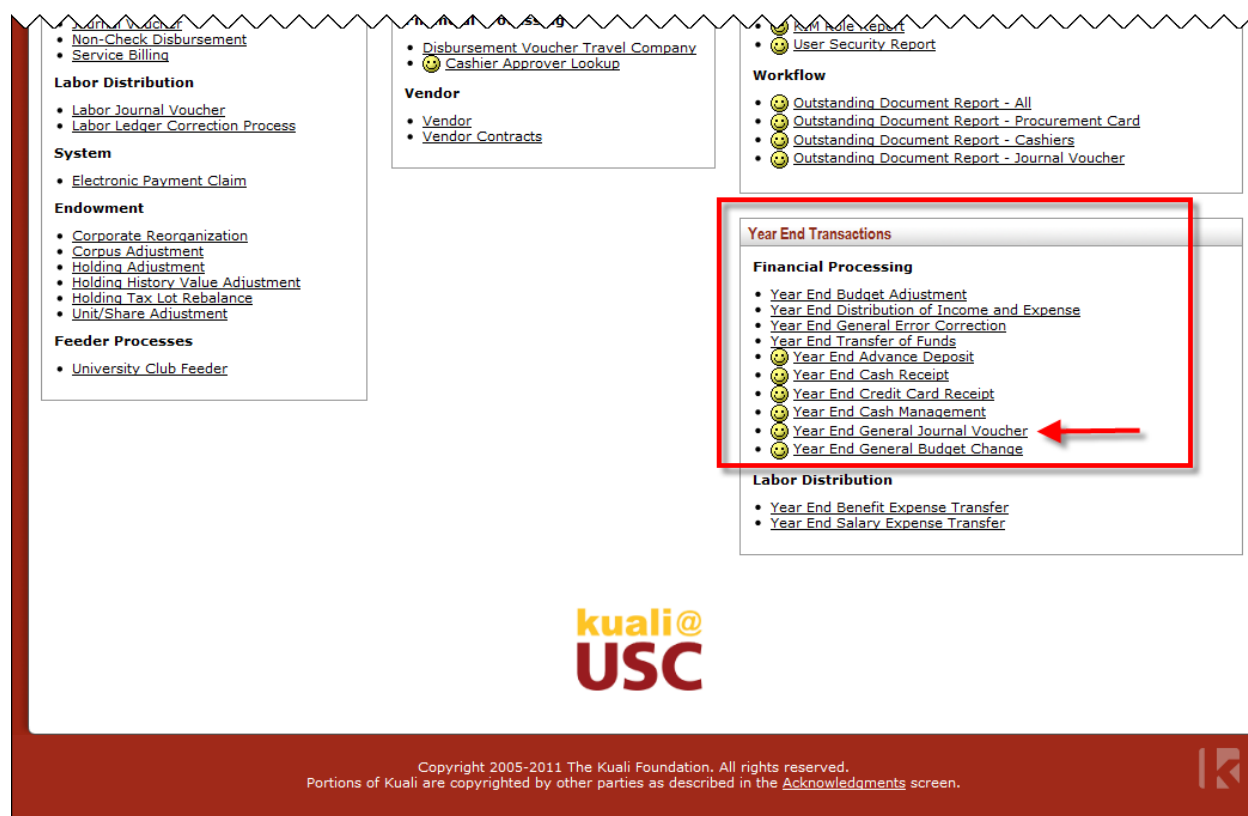 Journal Voucher
Non-Check Disbursement
Service Billing
Labor Distribution
Labor Journal Voucher
Labor Ledger Correction Process
System
Electronic Payment Claim
Endowment
Corporate Reorganization
Corpus Adjustment
Holding Adjustment
Holding History Value Adjustment
Holding Tax Lot Rebalance
Unit/Share Adjustment
Feeder Processes
University Club Feeder
Financial Processing
Disbursement Voucher Travel Company
Cashier Approver Lookup
Vendor
Vendor
Vendor Contracts
KIM Role Report
User Security Report
Workflow
Outstanding Document Report - All
Outstanding Document Report - Procurement Card
Outstanding Document Report - Cashiers
Outstanding Document Report - Journal Voucher
Year End Transactions
Financial Processing
Year End Budget Adjustment
Year End Distribution of Income and Expense
Year End General Error Correction
Year End Transfer of Funds
Year End Advance Deposit
Year End Cash Receipt
Year End Credit Card Receipt
Year End Cash Management
Year End General Journal Voucher
Year End General Budget Change
Labor Distribution
Year End Benefit Expense Transfer
Year End Salary Expense Transfer
kuali@
USC
Copyright 2005-2011 The Kuali Foundation. All rights reserved.
Portions of Kuali are copyrighted by other parties as described in the Acknowledgments screen.